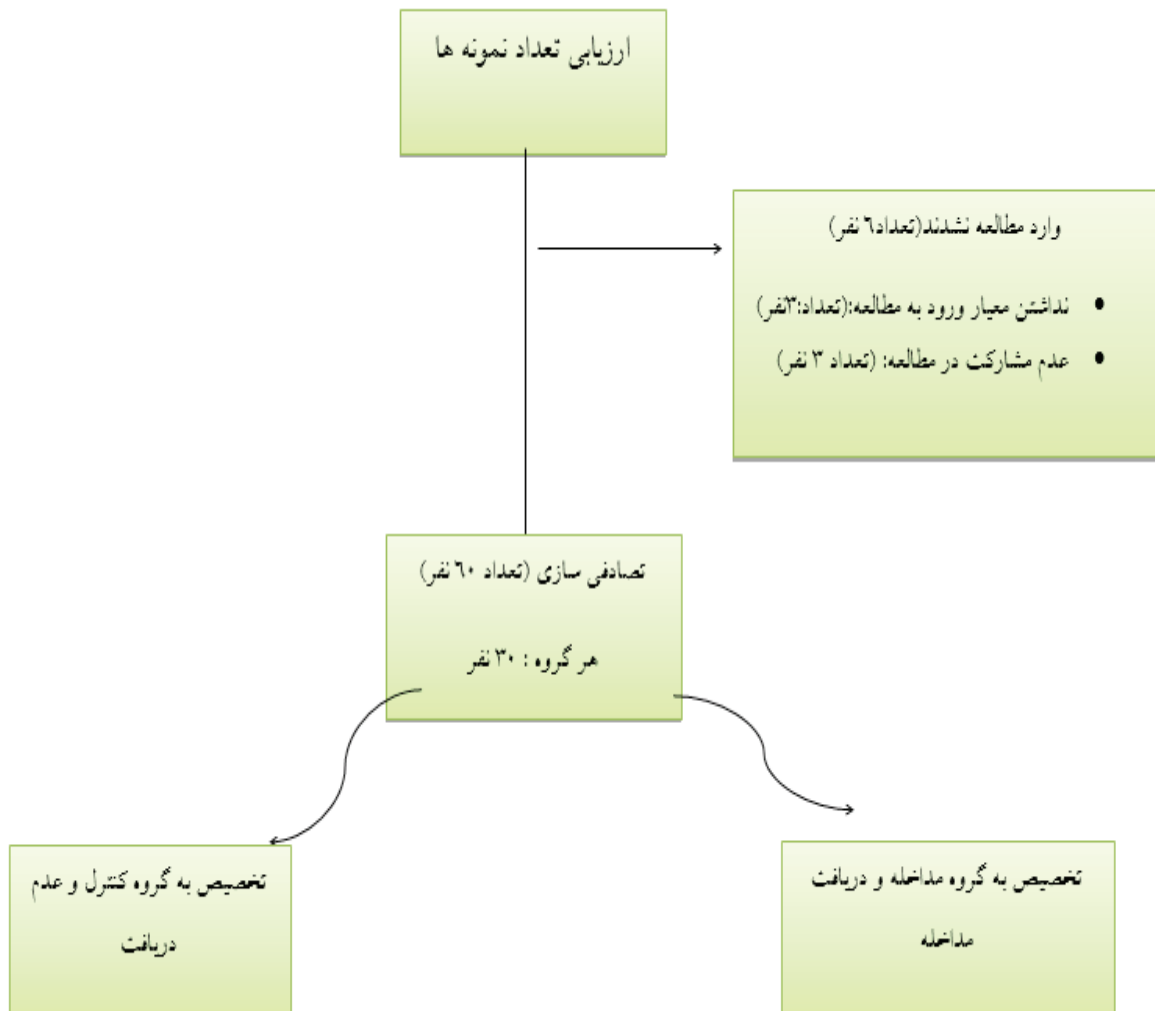 ارزیابی تعداد نمونه ها
وارد مطالعه نشدند(تعداد٦ نفر)
• نداشتن معیار ورود به مطالعه:(تعداد:۳نفر)
• عدم مشارکت در مطالعه: (تعداد ۳ نفر)
تصادفی سازی (تعداد ٦۰ نفر)
هر گروه : ۳۰ نفر
تخصیص به گروه مداخله و دریافت
مداخله
تخصیص به گروه کنترل و عدم
دریافت